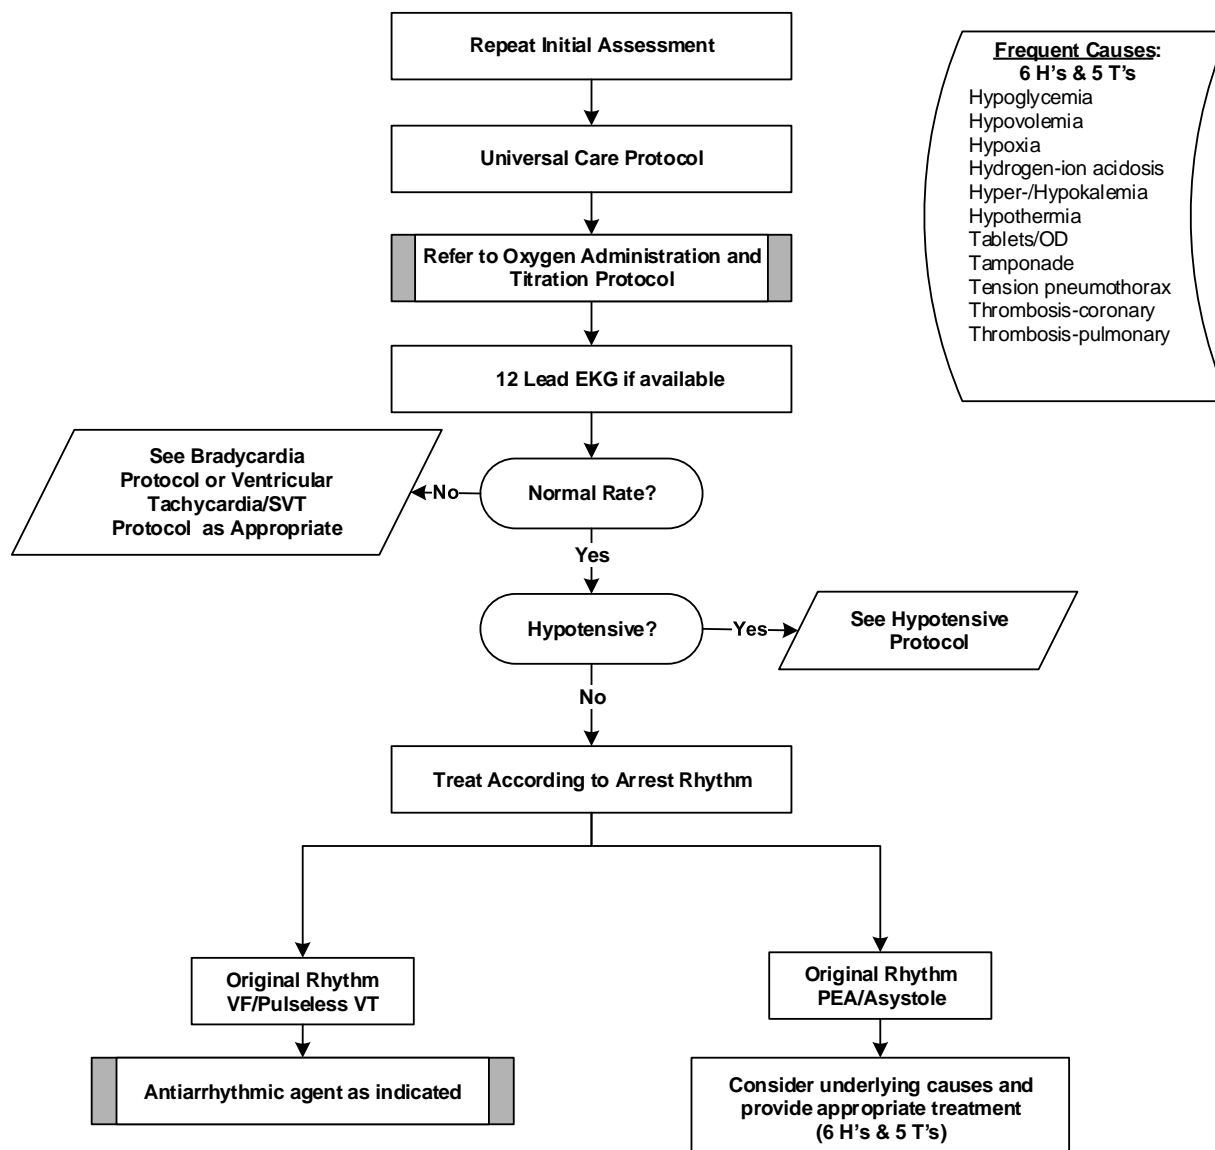 Repeat Initial Assessment
Frequent Causes:
6 H's & 5 T's
Hypoglycemia
Hypovolemia
Hypoxia
Hydrogen-ion acidosis
Hyper-/Hypokalemia
Hypothermia
Tablets/OD
Tamponade
Tension pneumothorax
Thrombosis-coronary
Thrombosis-pulmonary
Universal Care Protocol
Refer to Oxygen Administration and
Titration Protocol
12 Lead EKG if available
Normal Rate?
No
See Bradycardia
Protocol or Ventricular
Tachycardia/SVT
Protocol as Appropriate
Yes
Hypotensive?
Yes
See Hypotensive
Protocol
No
Treat According to Arrest Rhythm
Original Rhythm
VF/Pulseless VT
Antiarrhythmic agent as indicated
Original Rhythm
PEA/Asystole
Consider underlying causes and
provide appropriate treatment
(6 H's & 5 T's)